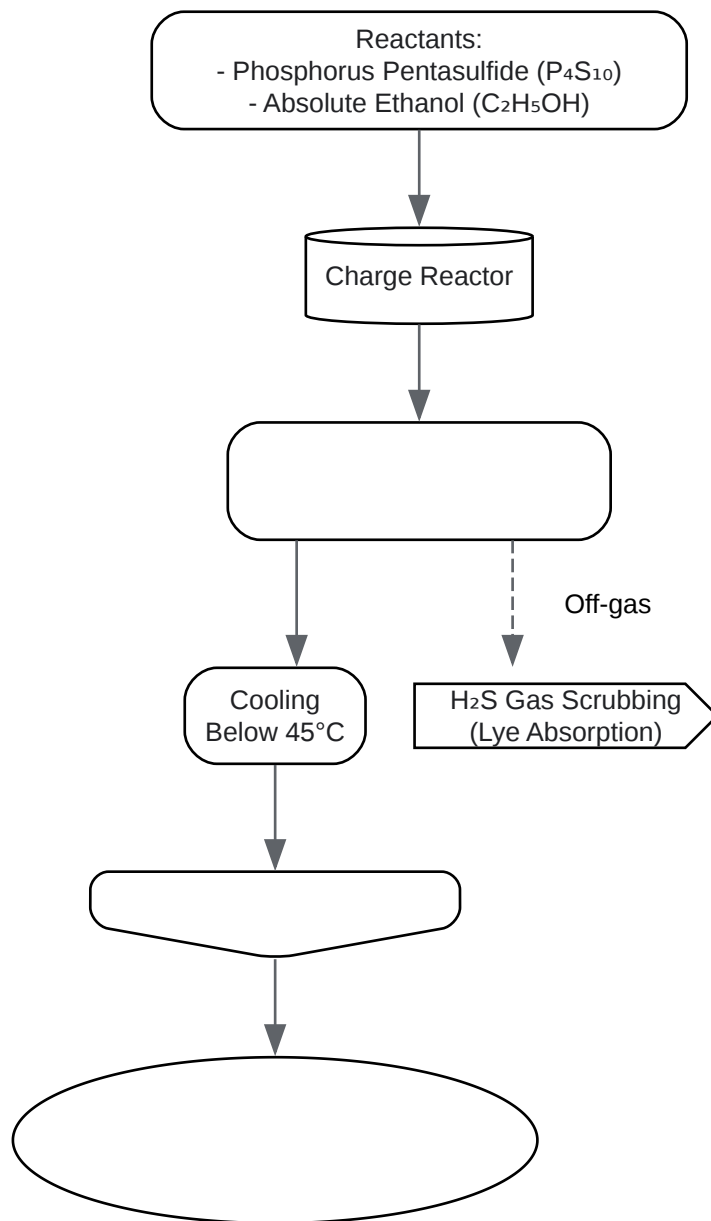 Reactants:
- Phosphorus Pentasulfide (P₄S₁₀)
- Absolute Ethanol (C₂H₅OH)
Charge Reactor
Off-gas
Cooling
Below 45°C
H₂S Gas Scrubbing
(Lye Absorption)